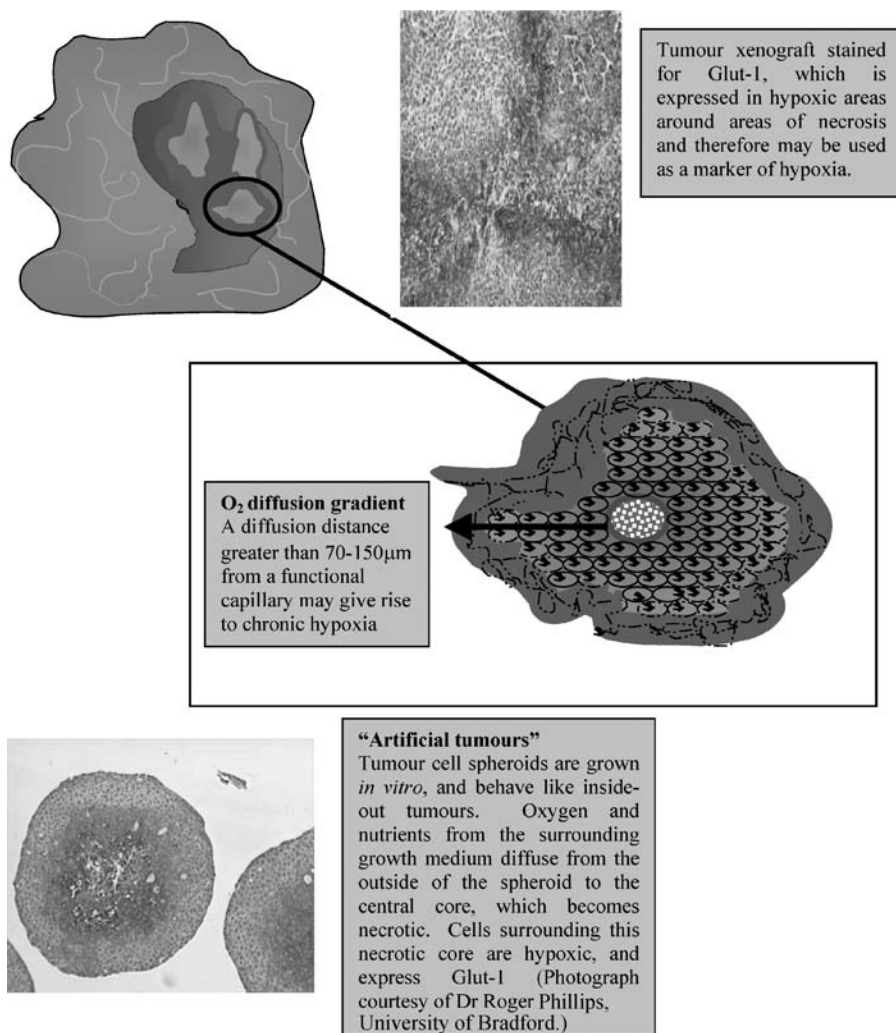 Tumour xenograft stained
for Glut-1, which is
expressed in hypoxic areas
around areas of necrosis
and therefore may be used
as a marker of hypoxia.
O₂ diffusion gradient
A diffusion distance
greater than 70-150μm
from a functional
capillary may give rise
to chronic hypoxia
“Artificial tumours”
Tumour cell spheroids are grown
in vitro, and behave like inside-
out tumours. Oxygen and
nutrients from the surrounding
growth medium diffuse from the
outside of the spheroid to the
central core, which becomes
necrotic. Cells surrounding this
necrotic core are hypoxic, and
express Glut-1 (Photograph
courtesy of Dr Roger Phillips,
University of Bradford.)